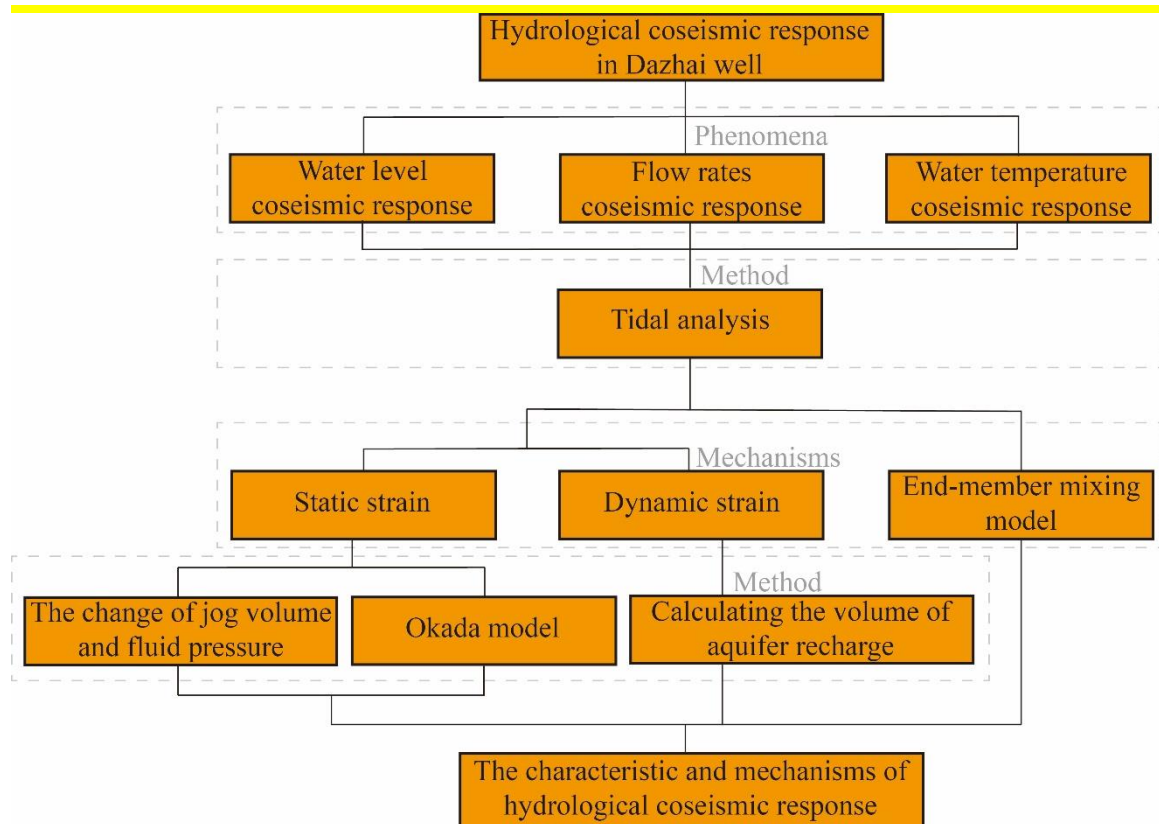 Hydrological coseismic response
in Dazhai well
Phenomena
Water level
coseismic response
Flow rates
coseismic response
Water temperature
coseismic response
Method
Tidal analysis
Mechanisms
Static strain
Dynamic strain
End-member mixing
model
Method
The change of jog volume
and fluid pressure
Okada model
Calculating the volume of
aquifer recharge
The characteristic and mechanisms of
hydrological coseismic response